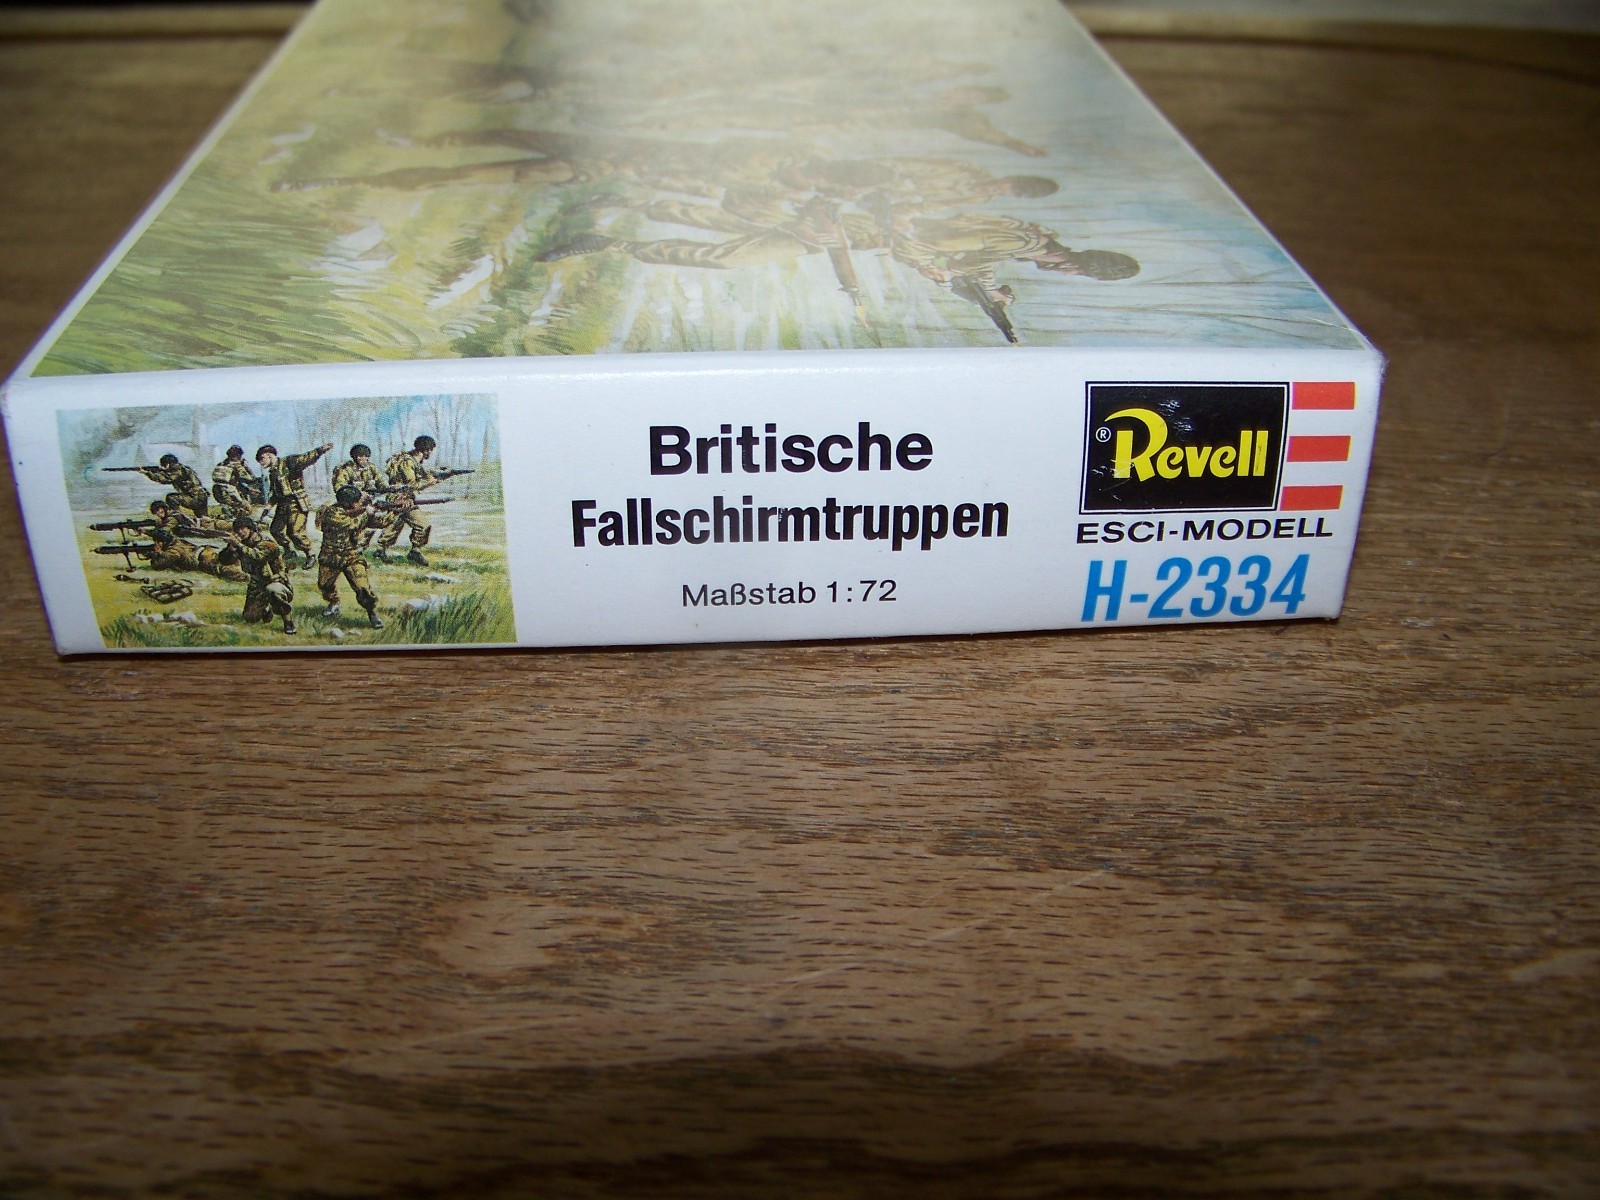 Britische
Fallschirmtruppen
Maßstab 1:72
® Revell
ESCI-MODELL
H-2334